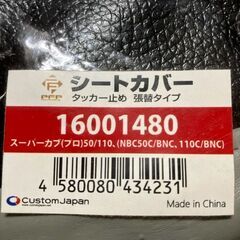 シートカバー
タッカー止め 張替タイプ
16001480
スーパーカブ(プロ)50/110、(NBC50C/BNC、110C/BNC)
4 580080 434231
CustomJapan
Made in China